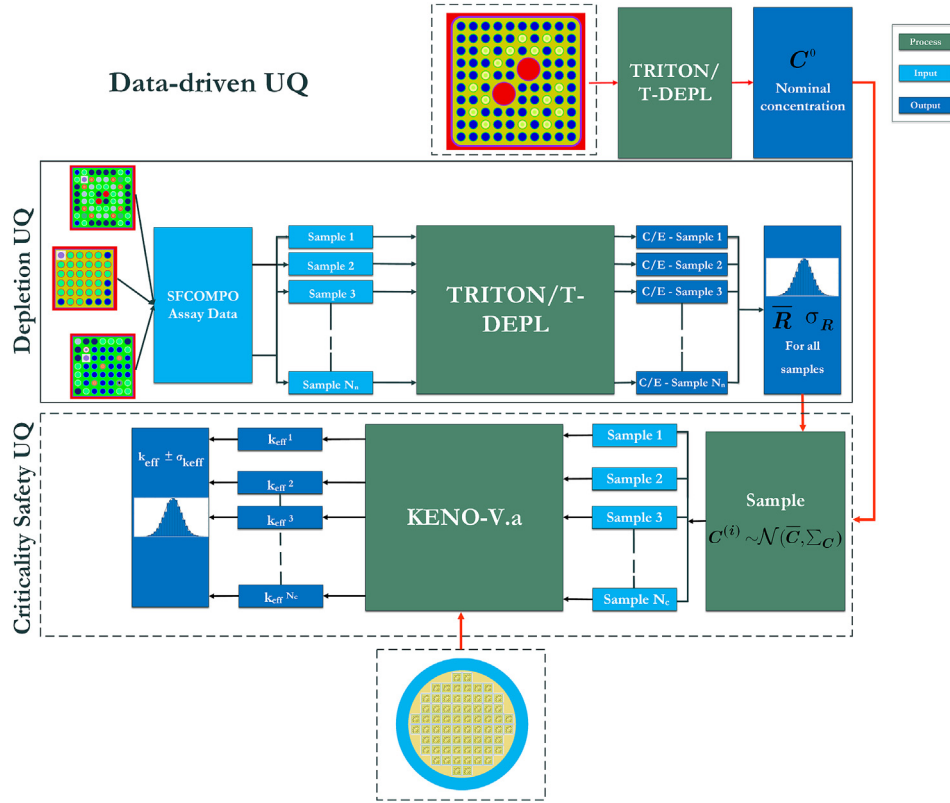 Data-driven UQ
TRITON/
T-DEPL
C⁰
Nominal
concentration
Process
Input
Output
Depletion UQ
SFCOMPO
Assay Data
Sample 1
Sample 2
Sample 3
Sample Nₙ
TRITON/T-
DEPL
C/E - Sample 1
C/E - Sample 2
C/E - Sample 3
C/E - Sample Nₙ
R̅ σ_R
For all
samples
Criticality Safety UQ
k_eff ± σ_keff
k_eff 1
k_eff 2
k_eff 3
k_eff N_c
KENO-V.a
Sample 1
Sample 2
Sample 3
Sample N_c
Sample
C⁽ⁱ⁾ ~ 𝒩(C̅, Σ_C)